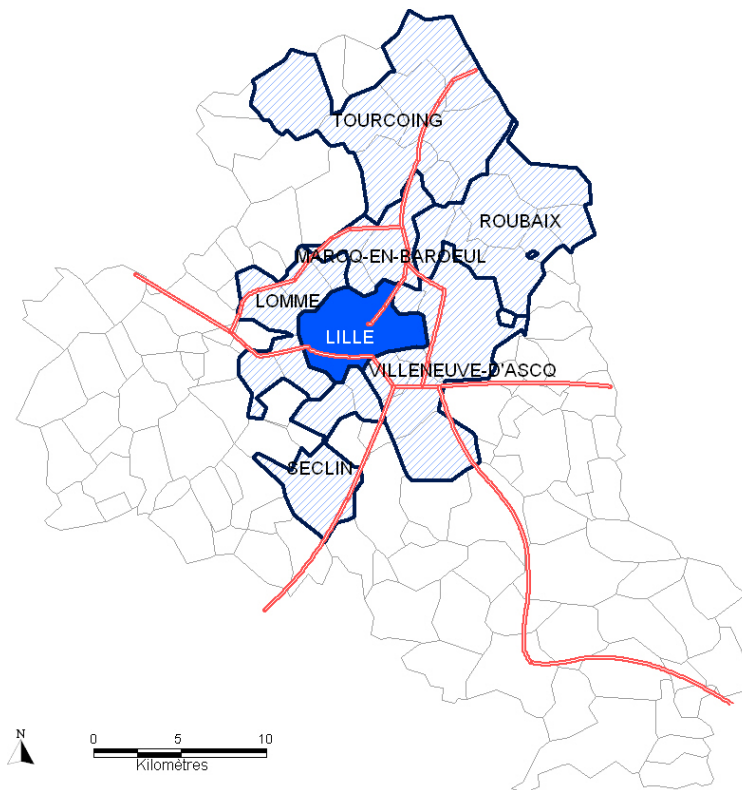 TOURCOING
ROUBAIX
MARCQ-EN-BAROEUL
LOMME
LILLE
VILLENEUVE-D'ASCQ
SECLIN
N
0 5 10
Kilomètres